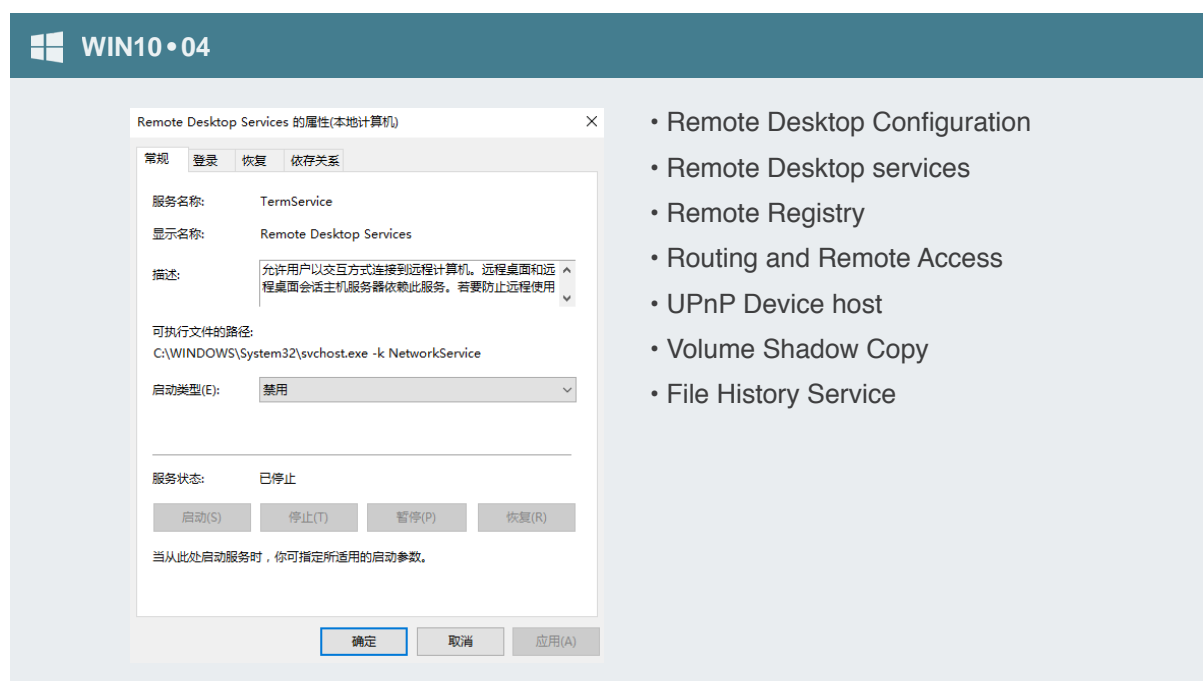 WIN10•04
Remote Desktop Services 的属性(本地计算机)
常规 登录 恢复 依存关系
服务名称: TermService
显示名称: Remote Desktop Services
描述: 允许用户以交互方式连接到远程计算机。远程桌面和远
程桌面会话主机服务器依赖此服务。若要防止远程使用
可执行文件的路径:
C:\WINDOWS\System32\svchost.exe -k NetworkService
启动类型(E): 禁用
服务状态: 已停止
启动(S) 停止(T) 暂停(P) 恢复(R)
当从此处启动服务时，你可指定所适用的启动参数。
确定 取消 应用(A)
• Remote Desktop Configuration
• Remote Desktop services
• Remote Registry
• Routing and Remote Access
• UPnP Device host
• Volume Shadow Copy
• File History Service